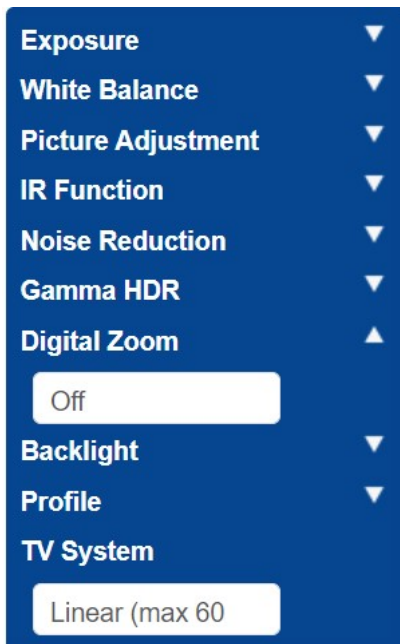 Exposure
White Balance
Picture Adjustment
IR Function
Noise Reduction
Gamma HDR
Digital Zoom
Off
Backlight
Profile
TV System
Linear (max 60